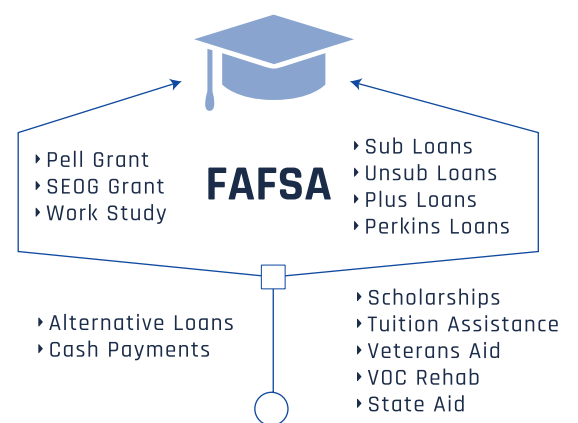 Pell Grant
SEOG Grant
Work Study
FAFSA
Sub Loans
Unsub Loans
Plus Loans
Perkins Loans
Alternative Loans
Cash Payments
Scholarships
Tuition Assistance
Veterans Aid
VOC Rehab
State Aid